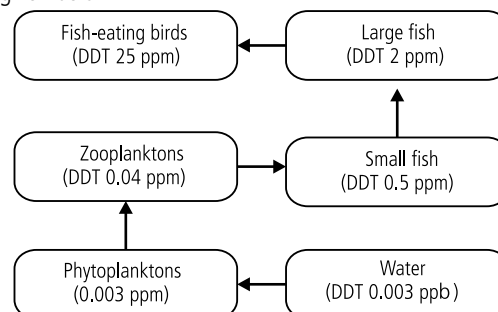 Fish-eating birds
(DDT 25 ppm)
Large fish
(DDT 2 ppm)
Zooplanktons
(DDT 0.04 ppm)
Small fish
(DDT 0.5 ppm)
Phytoplanktons
(0.003 ppm)
Water
(DDT 0.003 ppb)